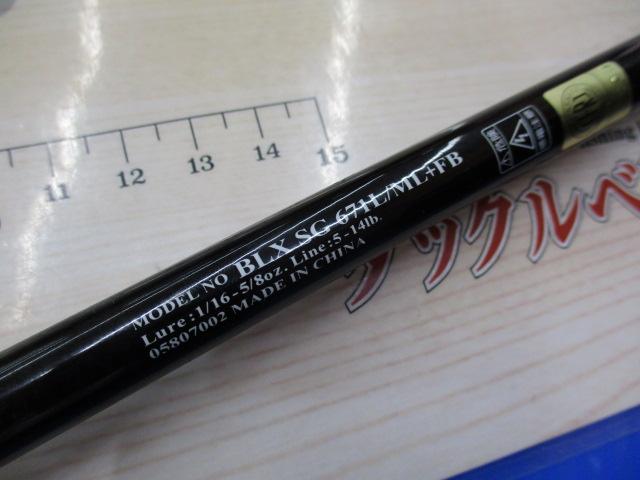 MODEL NO BLX SG 671L/ML+FB
Lure:1/16-5/8oz. Line:5-14lb.
05807002 MADE IN CHINA
11 12 13 14 15
タックルベ